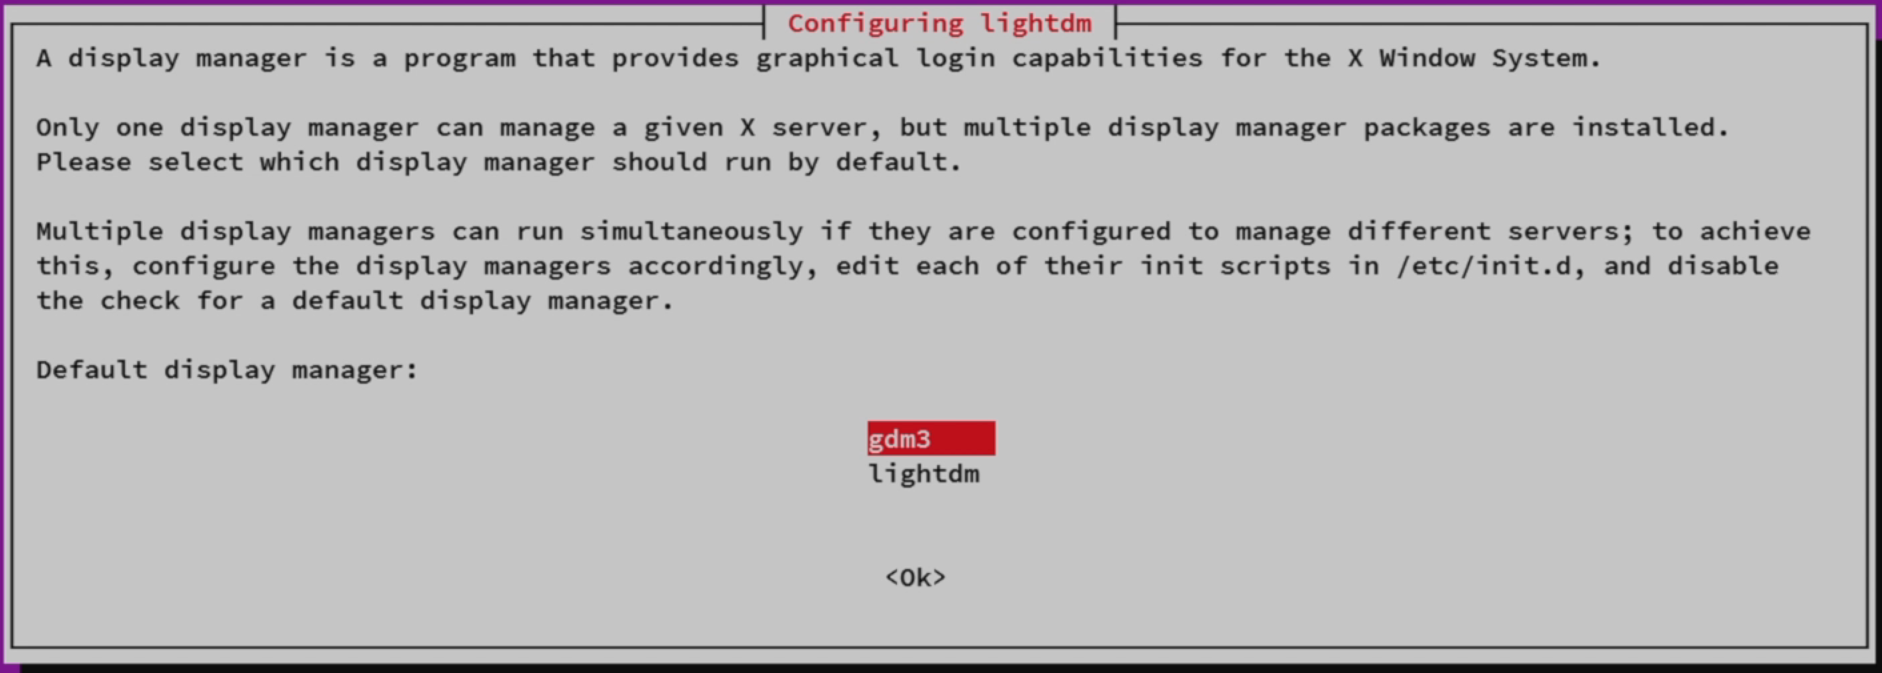 Configuring lightdm
A display manager is a program that provides graphical login capabilities for the X Window System.
Only one display manager can manage a given X server, but multiple display manager packages are installed.
Please select which display manager should run by default.
Multiple display managers can run simultaneously if they are configured to manage different servers; to achieve
this, configure the display managers accordingly, edit each of their init scripts in /etc/init.d, and disable
the check for a default display manager.
Default display manager:
gdm3
lightdm
<Ok>